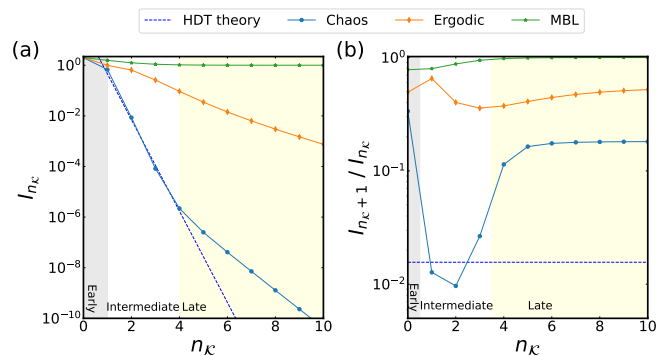 HDT theory Chaos Ergodic MBL
(a) (b)
10^0
10^-2
10^-4
10^-6
10^-8
10^-10
I_{n_K}
Early Intermediate Late
0 2 4 6 8 10
n_K
10^0
10^-1
10^-2
I_{n_K+1} / I_{n_K}
Early Intermediate Late
0 2 4 6 8 10
n_K